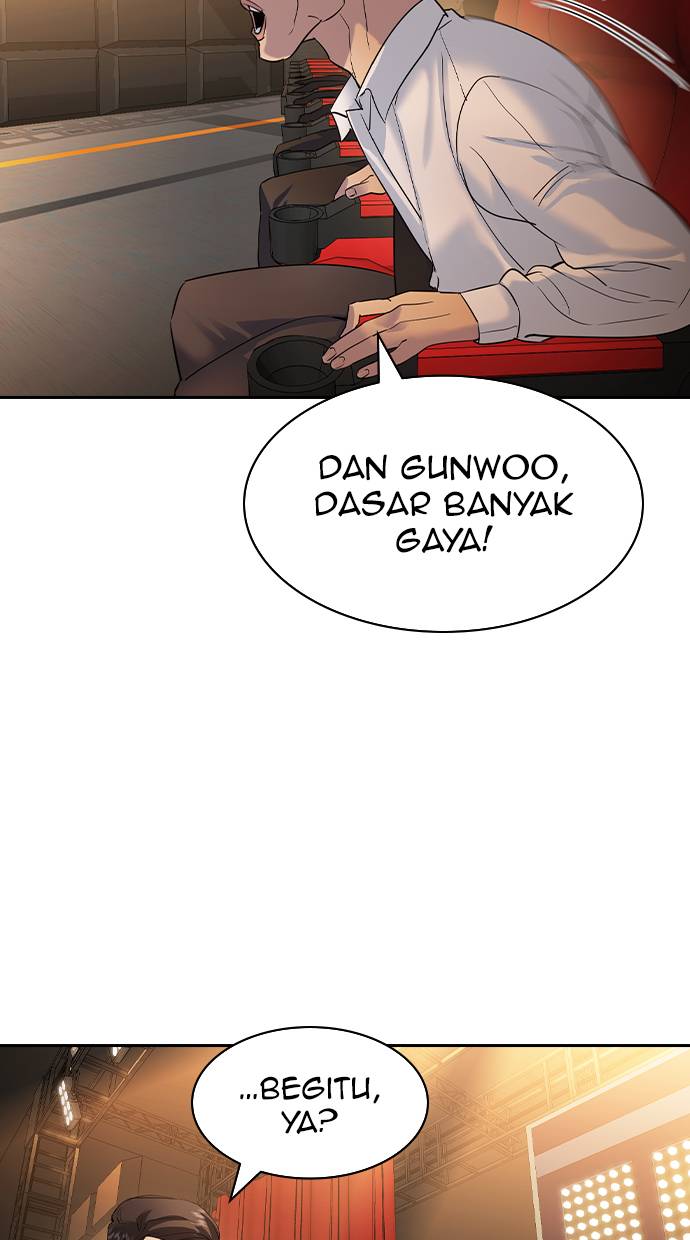 DAN GUNWOO,
DASAR BANYAK
GAYA!
...BEGITU,
YA?